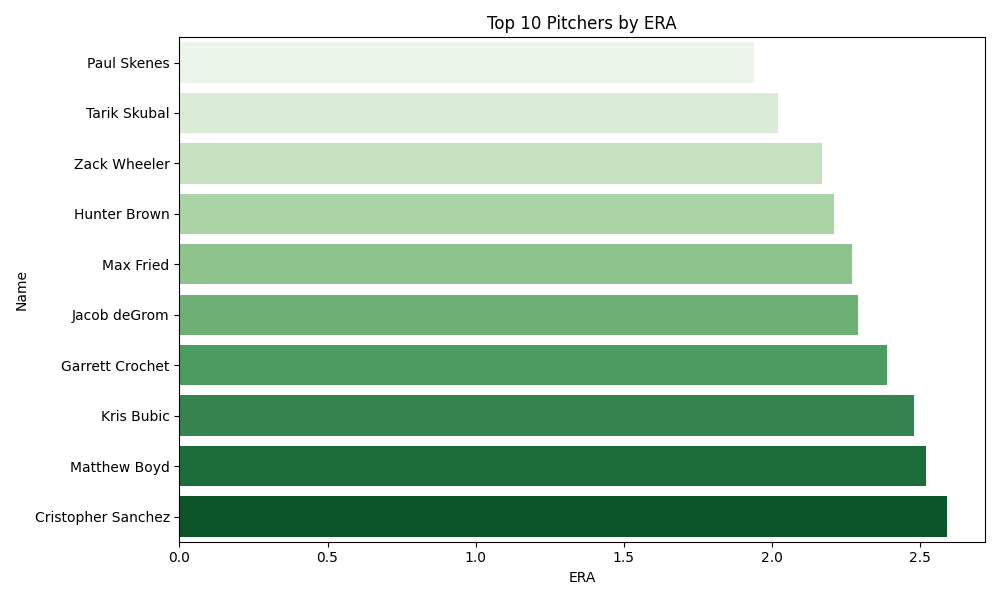 Top 10 Pitchers by ERA
Name
Paul Skenes
Tarik Skubal
Zack Wheeler
Hunter Brown
Max Fried
Jacob deGrom
Garrett Crochet
Kris Bubic
Matthew Boyd
Cristopher Sanchez
0.0 0.5 1.0 1.5 2.0 2.5
ERA